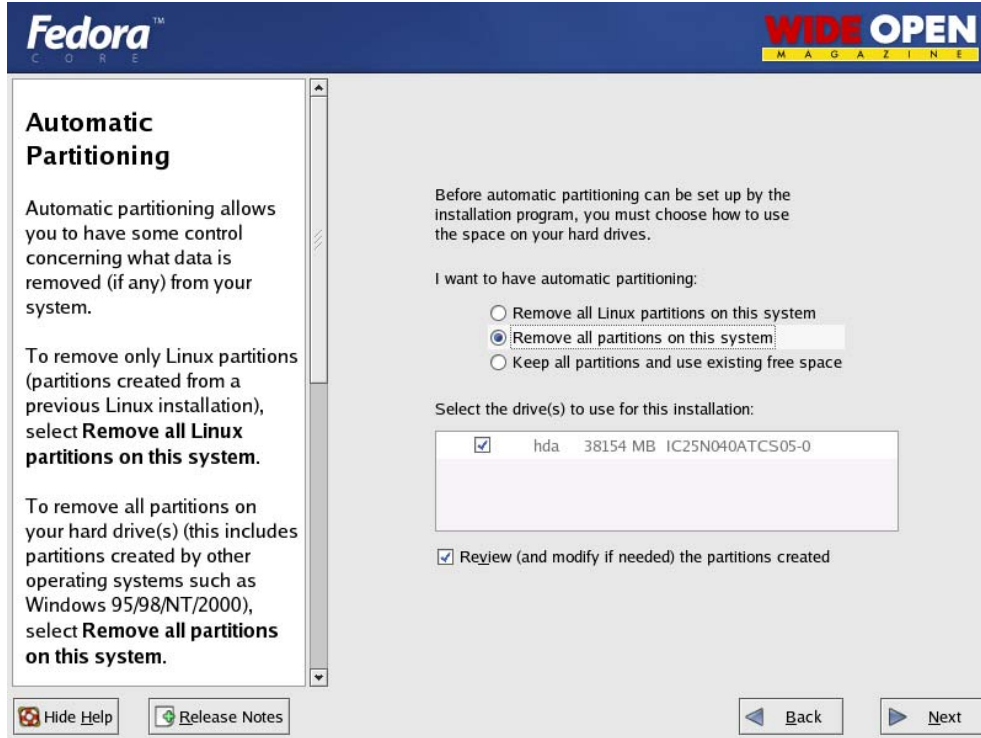 Fedora™
CORE
WIDE OPEN
MAGAZINE
Automatic
Partitioning
Automatic partitioning allows
you to have some control
concerning what data is
removed (if any) from your
system.
To remove only Linux partitions
(partitions created from a
previous Linux installation),
select Remove all Linux
partitions on this system.
To remove all partitions on
your hard drive(s) (this includes
partitions created by other
operating systems such as
Windows 95/98/NT/2000),
select Remove all partitions
on this system.
Before automatic partitioning can be set up by the
installation program, you must choose how to use
the space on your hard drives.
I want to have automatic partitioning:
Remove all Linux partitions on this system
Remove all partitions on this system
Keep all partitions and use existing free space
Select the drive(s) to use for this installation:
hda 38154 MB IC25N040ATCS05-0
Review (and modify if needed) the partitions created
Hide Help
Release Notes
Back
Next